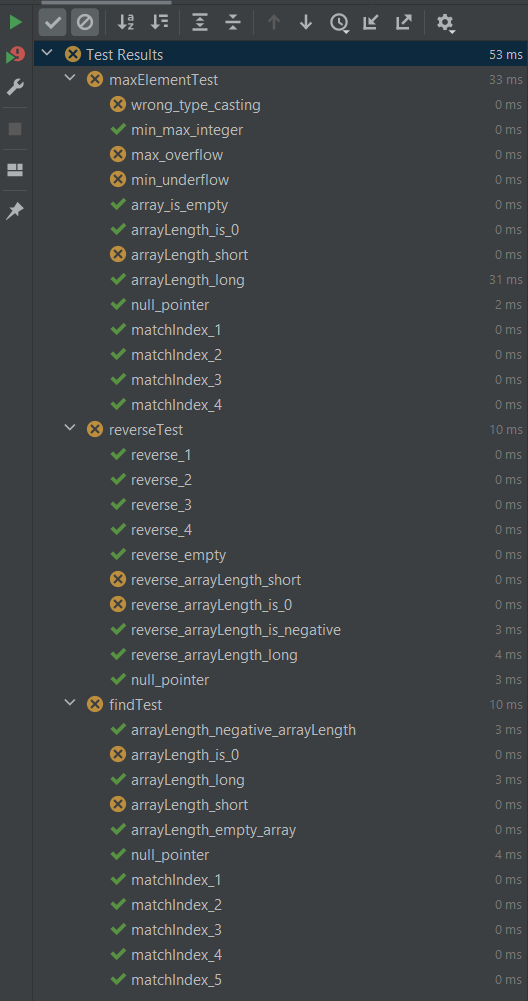 Test Results 53 ms
maxElementTest 33 ms
wrong_type_casting 0 ms
min_max_integer 0 ms
max_overflow 0 ms
min_underflow 0 ms
array_is_empty 0 ms
arrayLength_is_0 0 ms
arrayLength_short 0 ms
arrayLength_long 31 ms
null_pointer 2 ms
matchIndex_1 0 ms
matchIndex_2 0 ms
matchIndex_3 0 ms
matchIndex_4 0 ms
reverseTest 10 ms
reverse_1 0 ms
reverse_2 0 ms
reverse_3 0 ms
reverse_4 0 ms
reverse_empty 0 ms
reverse_arrayLength_short 0 ms
reverse_arrayLength_is_0 0 ms
reverse_arrayLength_is_negative 3 ms
reverse_arrayLength_long 4 ms
null_pointer 3 ms
findTest 10 ms
arrayLength_negative_arrayLength 3 ms
arrayLength_is_0 0 ms
arrayLength_long 3 ms
arrayLength_short 0 ms
arrayLength_empty_array 0 ms
null_pointer 4 ms
matchIndex_1 0 ms
matchIndex_2 0 ms
matchIndex_3 0 ms
matchIndex_4 0 ms
matchIndex_5 0 ms